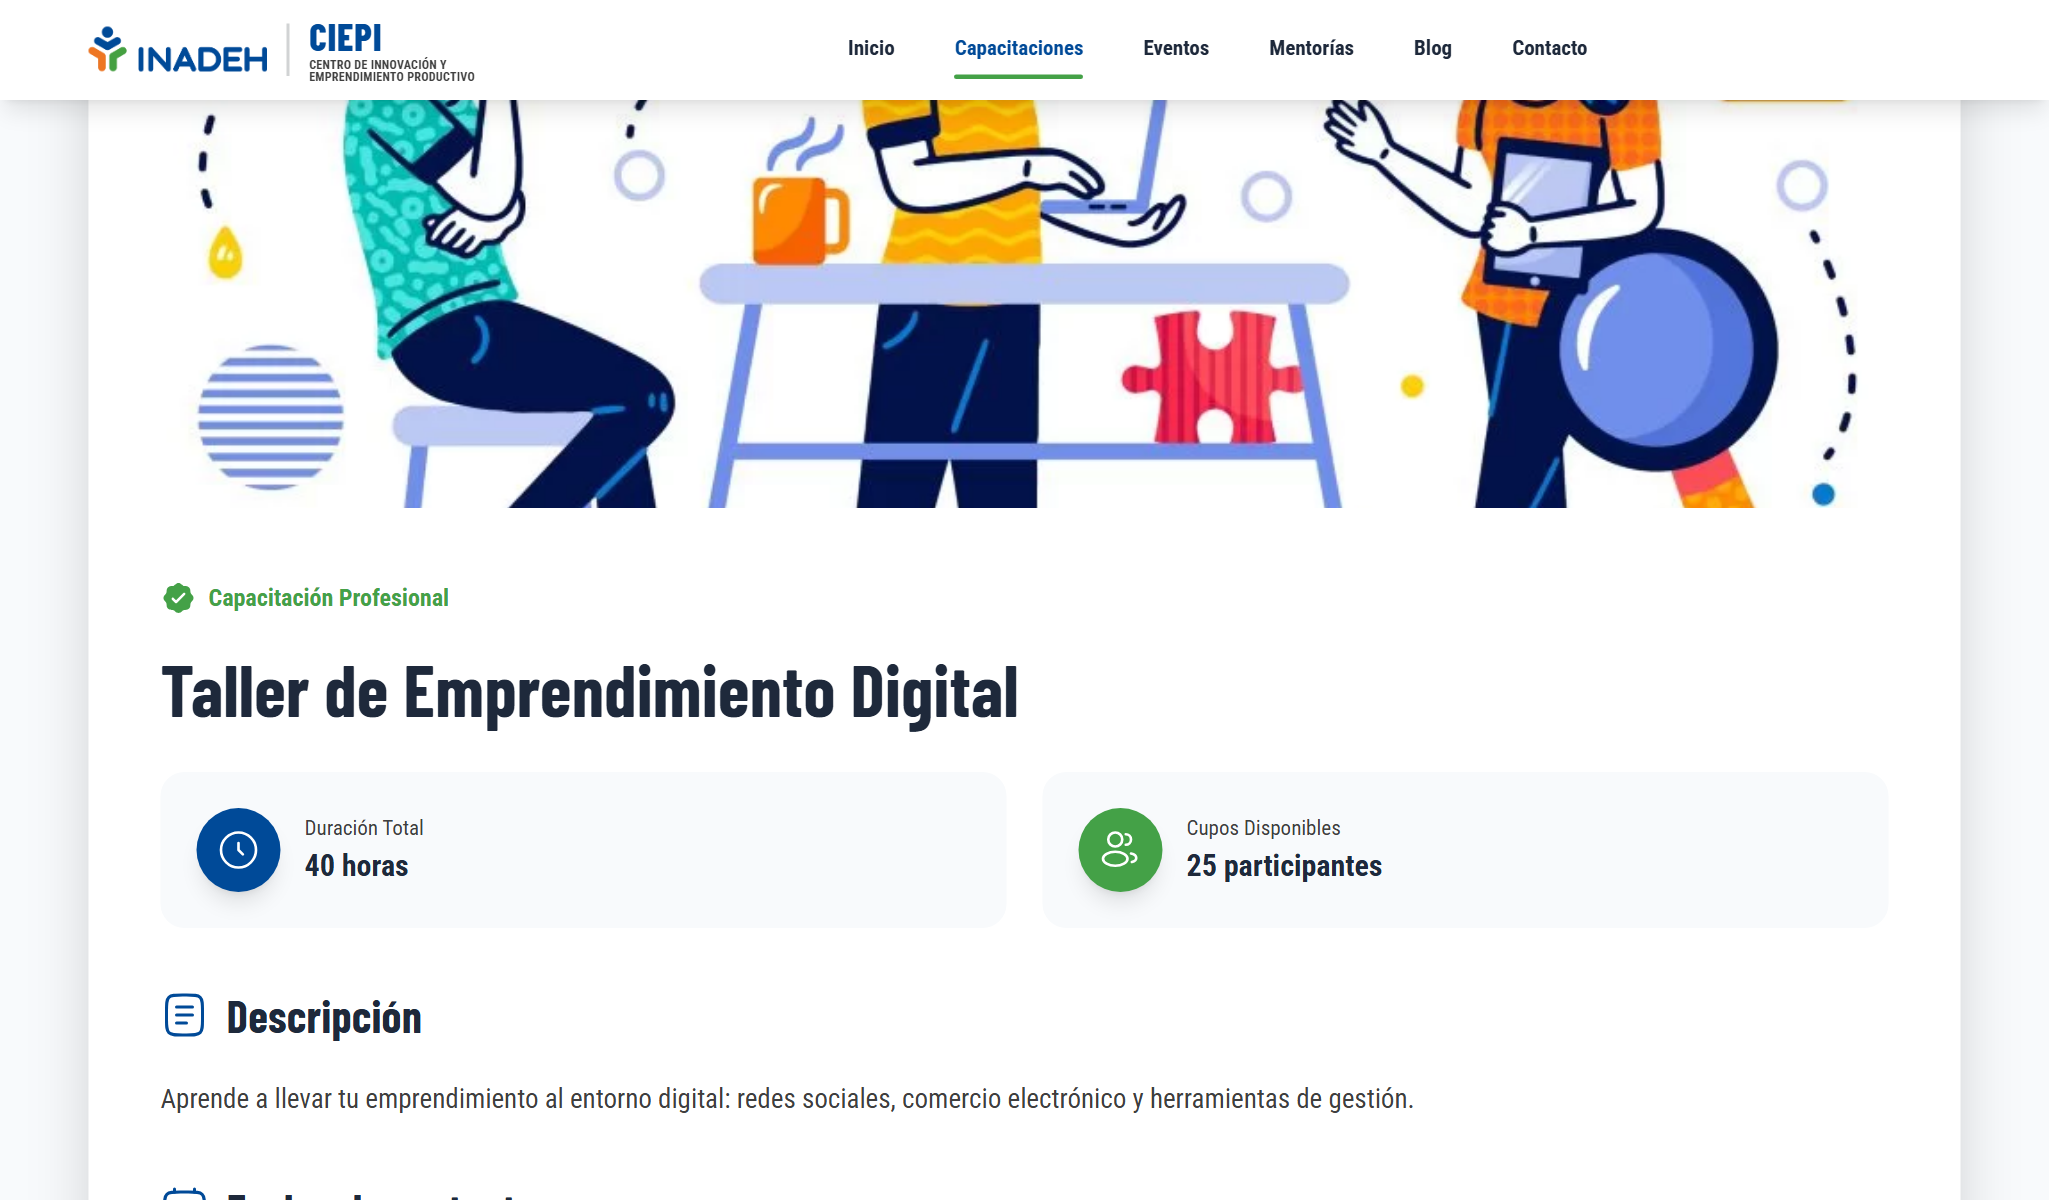 INADEH
CIEPI
CENTRO DE INNOVACIÓN Y
EMPRENDIMIENTO PRODUCTIVO
Inicio
Capacitaciones
Eventos
Mentorías
Blog
Contacto
Capacitación Profesional
Taller de Emprendimiento Digital
Duración Total
40 horas
Cupos Disponibles
25 participantes
Descripción
Aprende a llevar tu emprendimiento al entorno digital: redes sociales, comercio electrónico y herramientas de gestión.